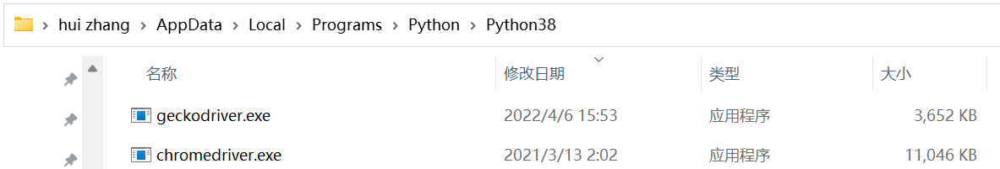 hui zhang > AppData > Local > Programs > Python > Python38
名称 修改日期 类型 大小
geckodriver.exe 2022/4/6 15:53 应用程序 3,652 KB
chromedriver.exe 2021/3/13 2:02 应用程序 11,046 KB